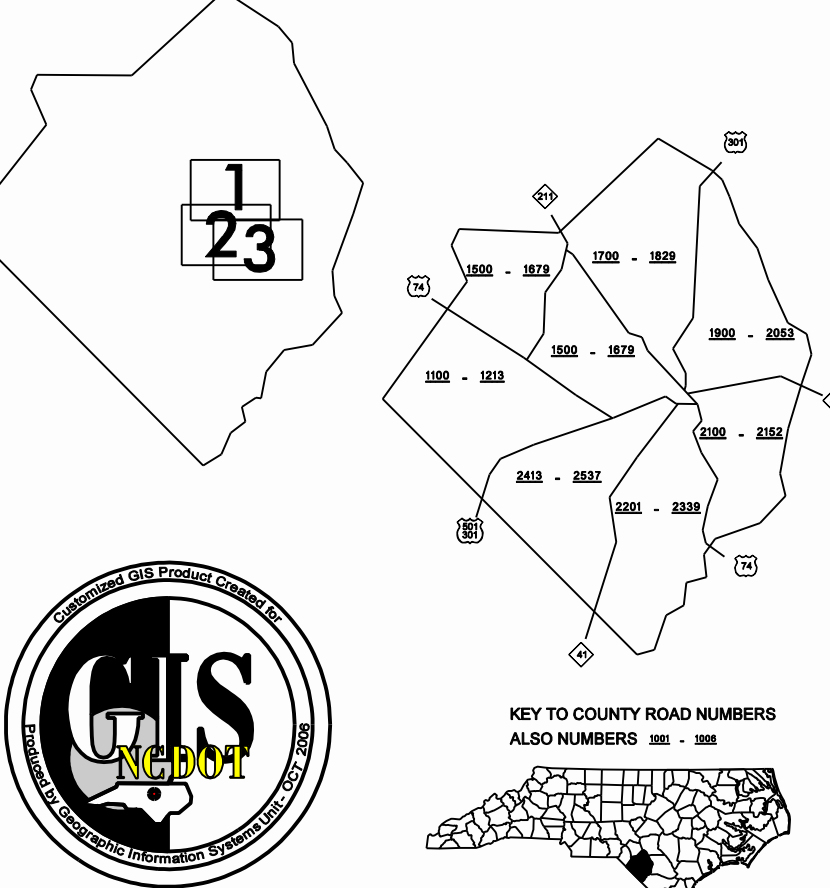 1
2
3
301
211
1700 - 1829
1500 - 1679
74
1900 - 2053
1500 - 1679
1100 - 1213
2100 - 2152
2413 - 2537
2201 - 2339
501
301
74
41
Customized GIS Product Created for
GIS
NCDOT
Produced by Geographic Information Systems Unit - OCT 2006
KEY TO COUNTY ROAD NUMBERS
ALSO NUMBERS 1001 - 1006